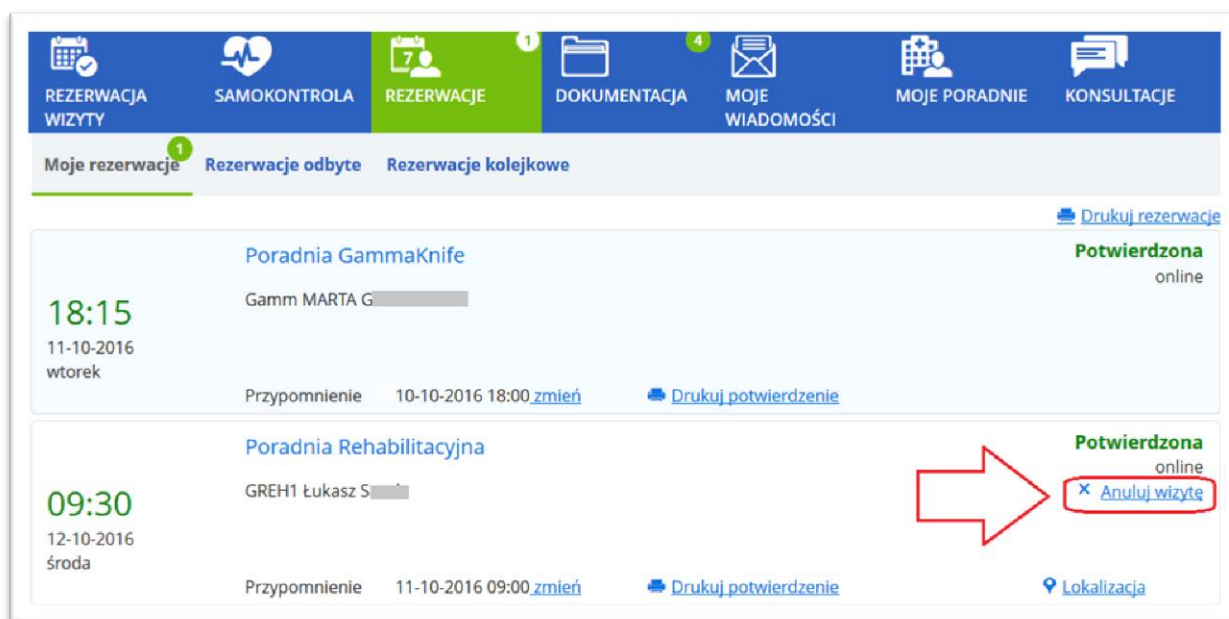 REZERWACJA WIZYTY
SAMOKONTROLA
REZERWACJE
1
DOKUMENTACJA
4
MOJE WIADOMOŚCI
MOJE PORADNIE
KONSULTACJE
7
Moje rezerwacje 1 Rezerwacje odbyte Rezerwacje kolejkowe
Drukuj rezerwacje
Poradnia GammaKnife
Potwierdzona
online
Gamm MARTA G
18:15
11-10-2016
wtorek
Przypomnienie 10-10-2016 18:00 zmień Drukuj potwierdzenie
Poradnia Rehabilitacyjna
Potwierdzona
online
GREH1 Łukasz S
Anuluj wizytę
09:30
12-10-2016
środa
Przypomnienie 11-10-2016 09:00 zmień Drukuj potwierdzenie Lokalizacja